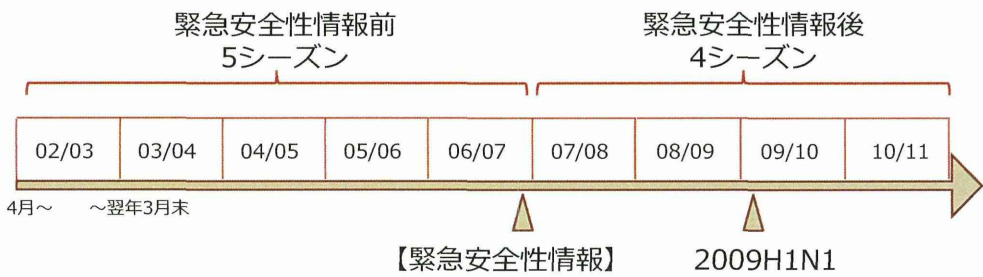 緊急安全性情報前
5シーズン
緊急安全性情報後
4シーズン
02/03 03/04 04/05 05/06 06/07 07/08 08/09 09/10 10/11
4月～ ～翌年3月末
【緊急安全性情報】 2009H1N1